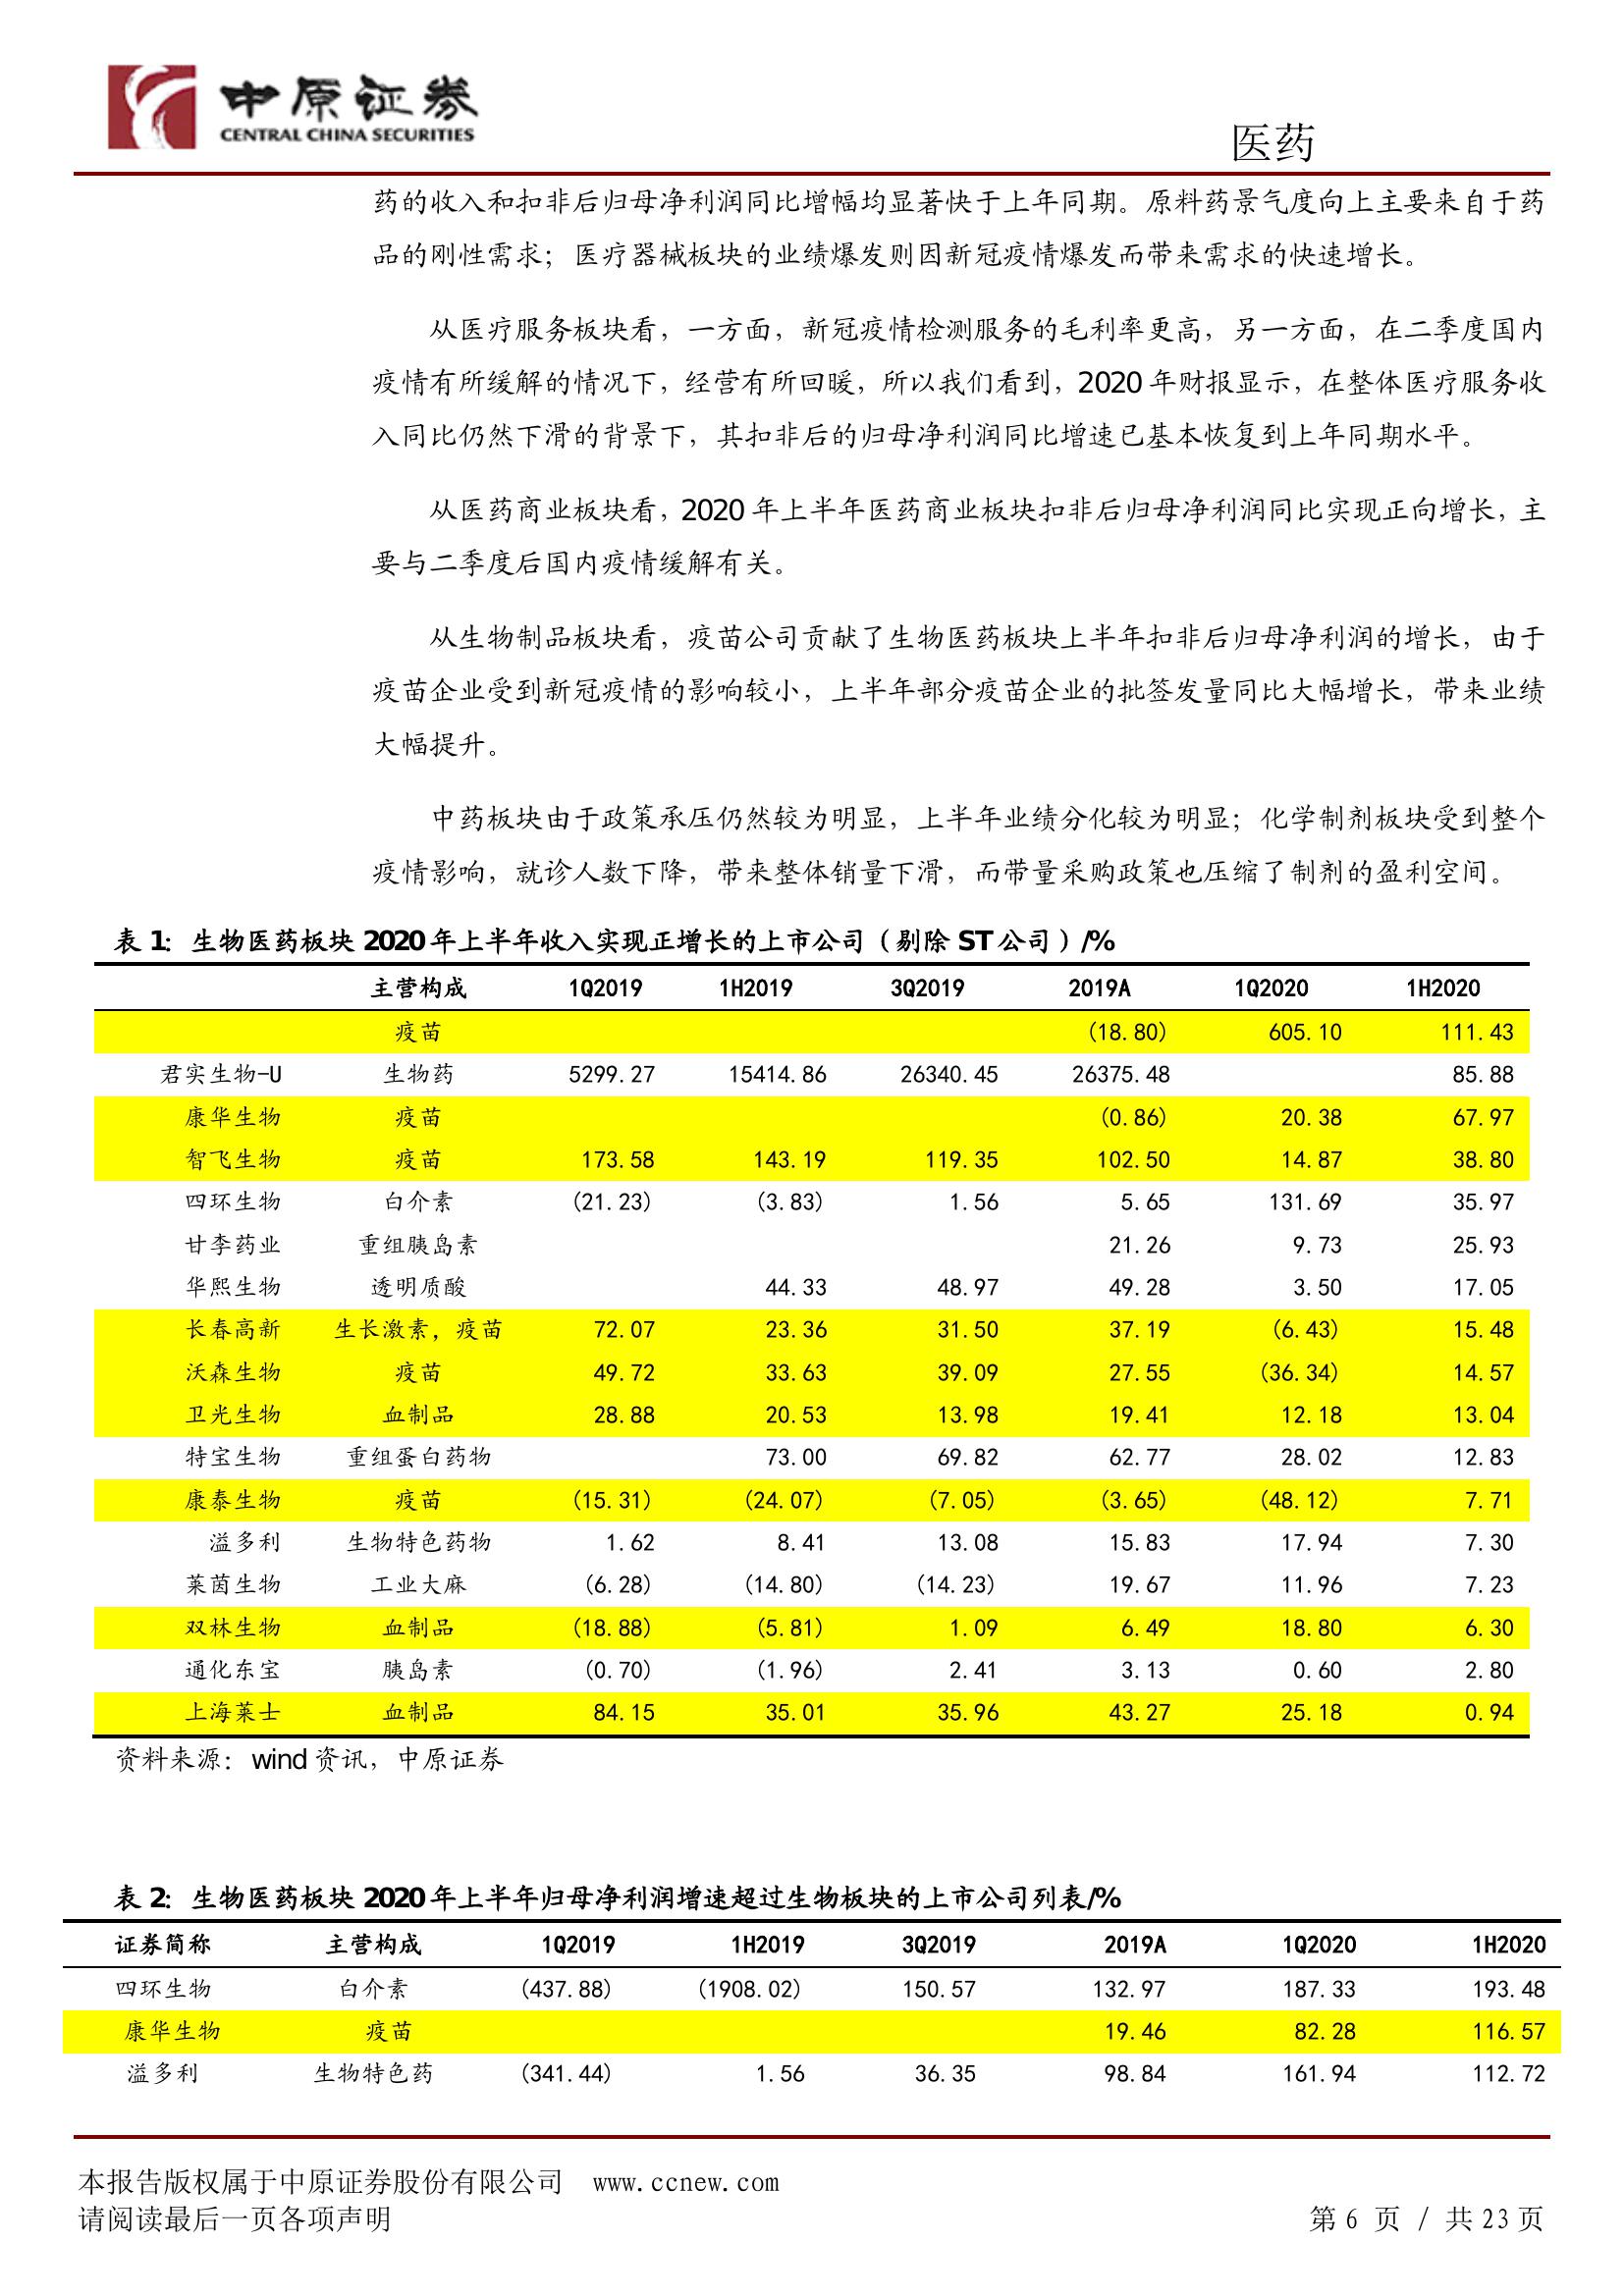 中原证券
CENTRAL CHINA SECURITIES
医药
药的收入和扣非后归母净利润同比增幅均显著快于上年同期。原料药景气度向上主要来自于药
品的刚性需求；医疗器械板块的业绩爆发则因新冠疫情爆发而带来需求的快速增长。
从医疗服务板块看，一方面，新冠疫情检测服务的毛利率更高，另一方面，在二季度国内
疫情有所缓解的情况下，经营有所回暖，所以我们看到，2020 年财报显示，在整体医疗服务收
入同比仍然下滑的背景下，其扣非后的归母净利润同比增速已基本恢复到上年同期水平。
从医药商业板块看，2020 年上半年医药商业板块扣非后归母净利润同比实现正向增长，主
要与二季度后国内疫情缓解有关。
从生物制品板块看，疫苗公司贡献了生物医药板块上半年扣非后归母净利润的增长，由于
疫苗企业受到新冠疫情的影响较小，上半年部分疫苗企业的批签发量同比大幅增长，带来业绩
大幅提升。
中药板块由于政策承压仍然较为明显，上半年业绩分化较为明显；化学制剂板块受到整个
疫情影响，就诊人数下降，带来整体销量下滑，而带量采购政策也压缩了制剂的盈利空间。
表 1：生物医药板块 2020 年上半年收入实现正增长的上市公司（剔除 ST 公司）/%
主营构成 1Q2019 1H2019 3Q2019 2019A 1Q2020 1H2020
疫苗 (18.80) 605.10 111.43
君实生物-U 生物药 5299.27 15414.86 26340.45 26375.48 85.88
康华生物 疫苗 (0.86) 20.38 67.97
智飞生物 疫苗 173.58 143.19 119.35 102.50 14.87 38.80
四环生物 白介素 (21.23) (3.83) 1.56 5.65 131.69 35.97
甘李药业 重组胰岛素 21.26 9.73 25.93
华熙生物 透明质酸 44.33 48.97 49.28 3.50 17.05
长春高新 生长激素，疫苗 72.07 23.36 31.50 37.19 (6.43) 15.48
沃森生物 疫苗 49.72 33.63 39.09 27.55 (36.34) 14.57
卫光生物 血制品 28.88 20.53 13.98 19.41 12.18 13.04
特宝生物 重组蛋白药物 73.00 69.82 62.77 28.02 12.83
康泰生物 疫苗 (15.31) (24.07) (7.05) (3.65) (48.12) 7.71
溢多利 生物特色药物 1.62 8.41 13.08 15.83 17.94 7.30
莱茵生物 工业大麻 (6.28) (14.80) (14.23) 19.67 11.96 7.23
双林生物 血制品 (18.88) (5.81) 1.09 6.49 18.80 6.30
通化东宝 胰岛素 (0.70) (1.96) 2.41 3.13 0.60 2.80
上海莱士 血制品 84.15 35.01 35.96 43.27 25.18 0.94
资料来源：wind 资讯，中原证券
表 2：生物医药板块 2020 年上半年归母净利润增速超过生物板块的上市公司列表/%
证券简称 主营构成 1Q2019 1H2019 3Q2019 2019A 1Q2020 1H2020
四环生物 白介素 (437.88) (1908.02) 150.57 132.97 187.33 193.48
康华生物 疫苗 19.46 82.28 116.57
溢多利 生物特色药 (341.44) 1.56 36.35 98.84 161.94 112.72
本报告版权属于中原证券股份有限公司 www.ccnew.com
请阅读最后一页各项声明 第 6 页 / 共 23 页